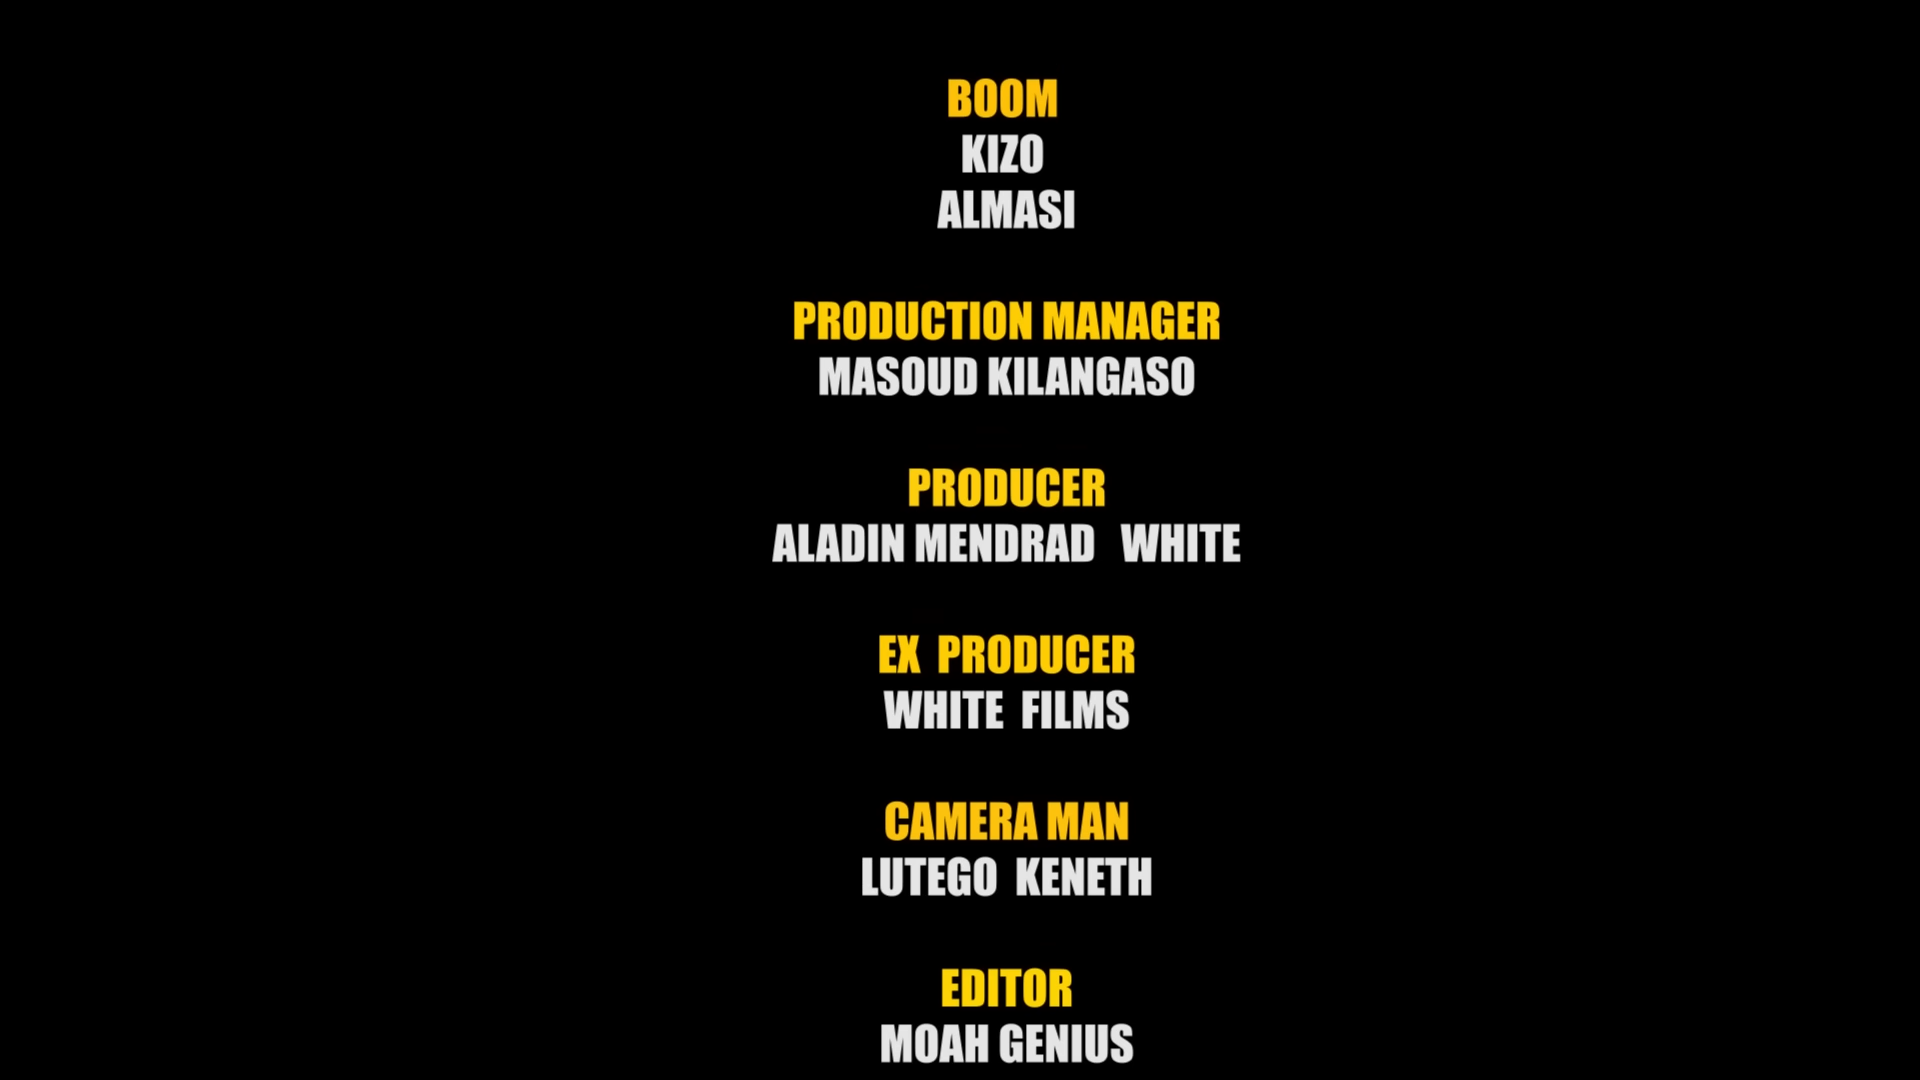 BOOM
KIZO
ALMASI
PRODUCTION MANAGER
MASOUD KILANGASO
PRODUCER
ALADIN MENDRAD WHITE
EX PRODUCER
WHITE FILMS
CAMERA MAN
LUTEGO KENETH
EDITOR
MOAH GENIUS